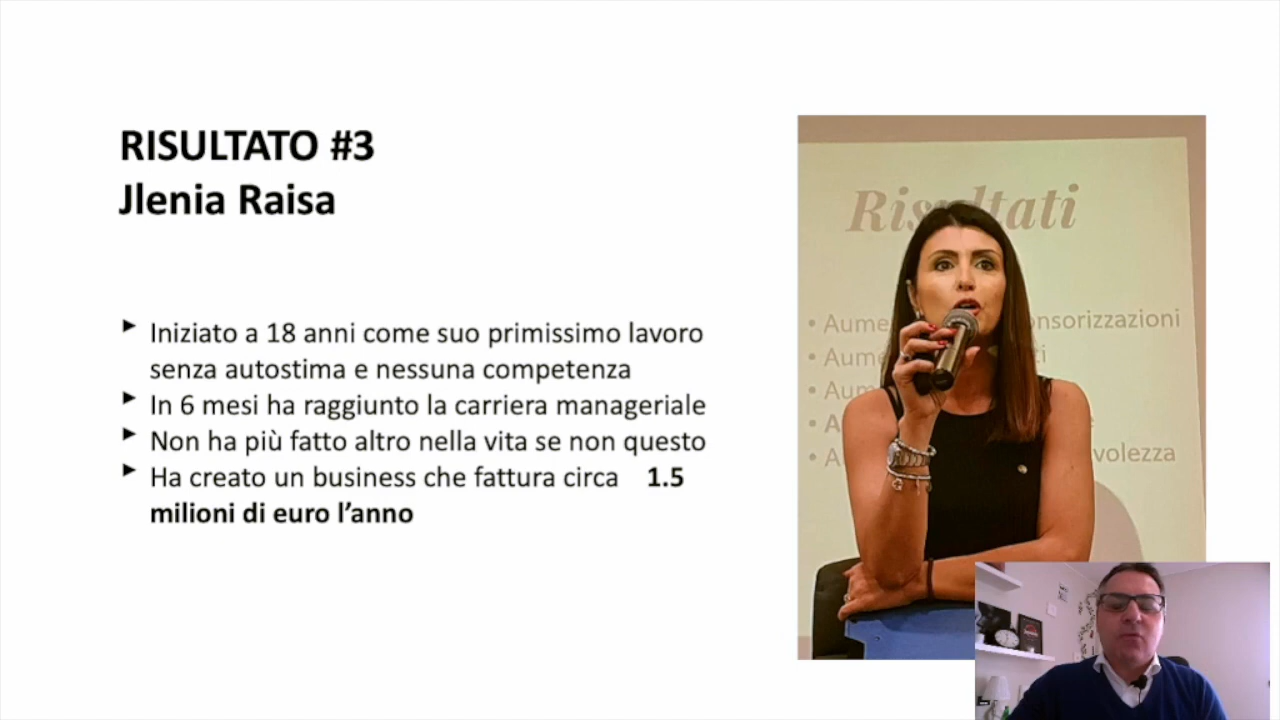 RISULTATO #3
Jlenia Raisa
Iniziato a 18 anni come suo primissimo lavoro
senza autostima e nessuna competenza
In 6 mesi ha raggiunto la carriera manageriale
Non ha più fatto altro nella vita se non questo
Ha creato un business che fattura circa 1.5
milioni di euro l'anno
Risultati
• Aume onsorizzazioni
• Aume ti
• Aum
• A e
• A volezza